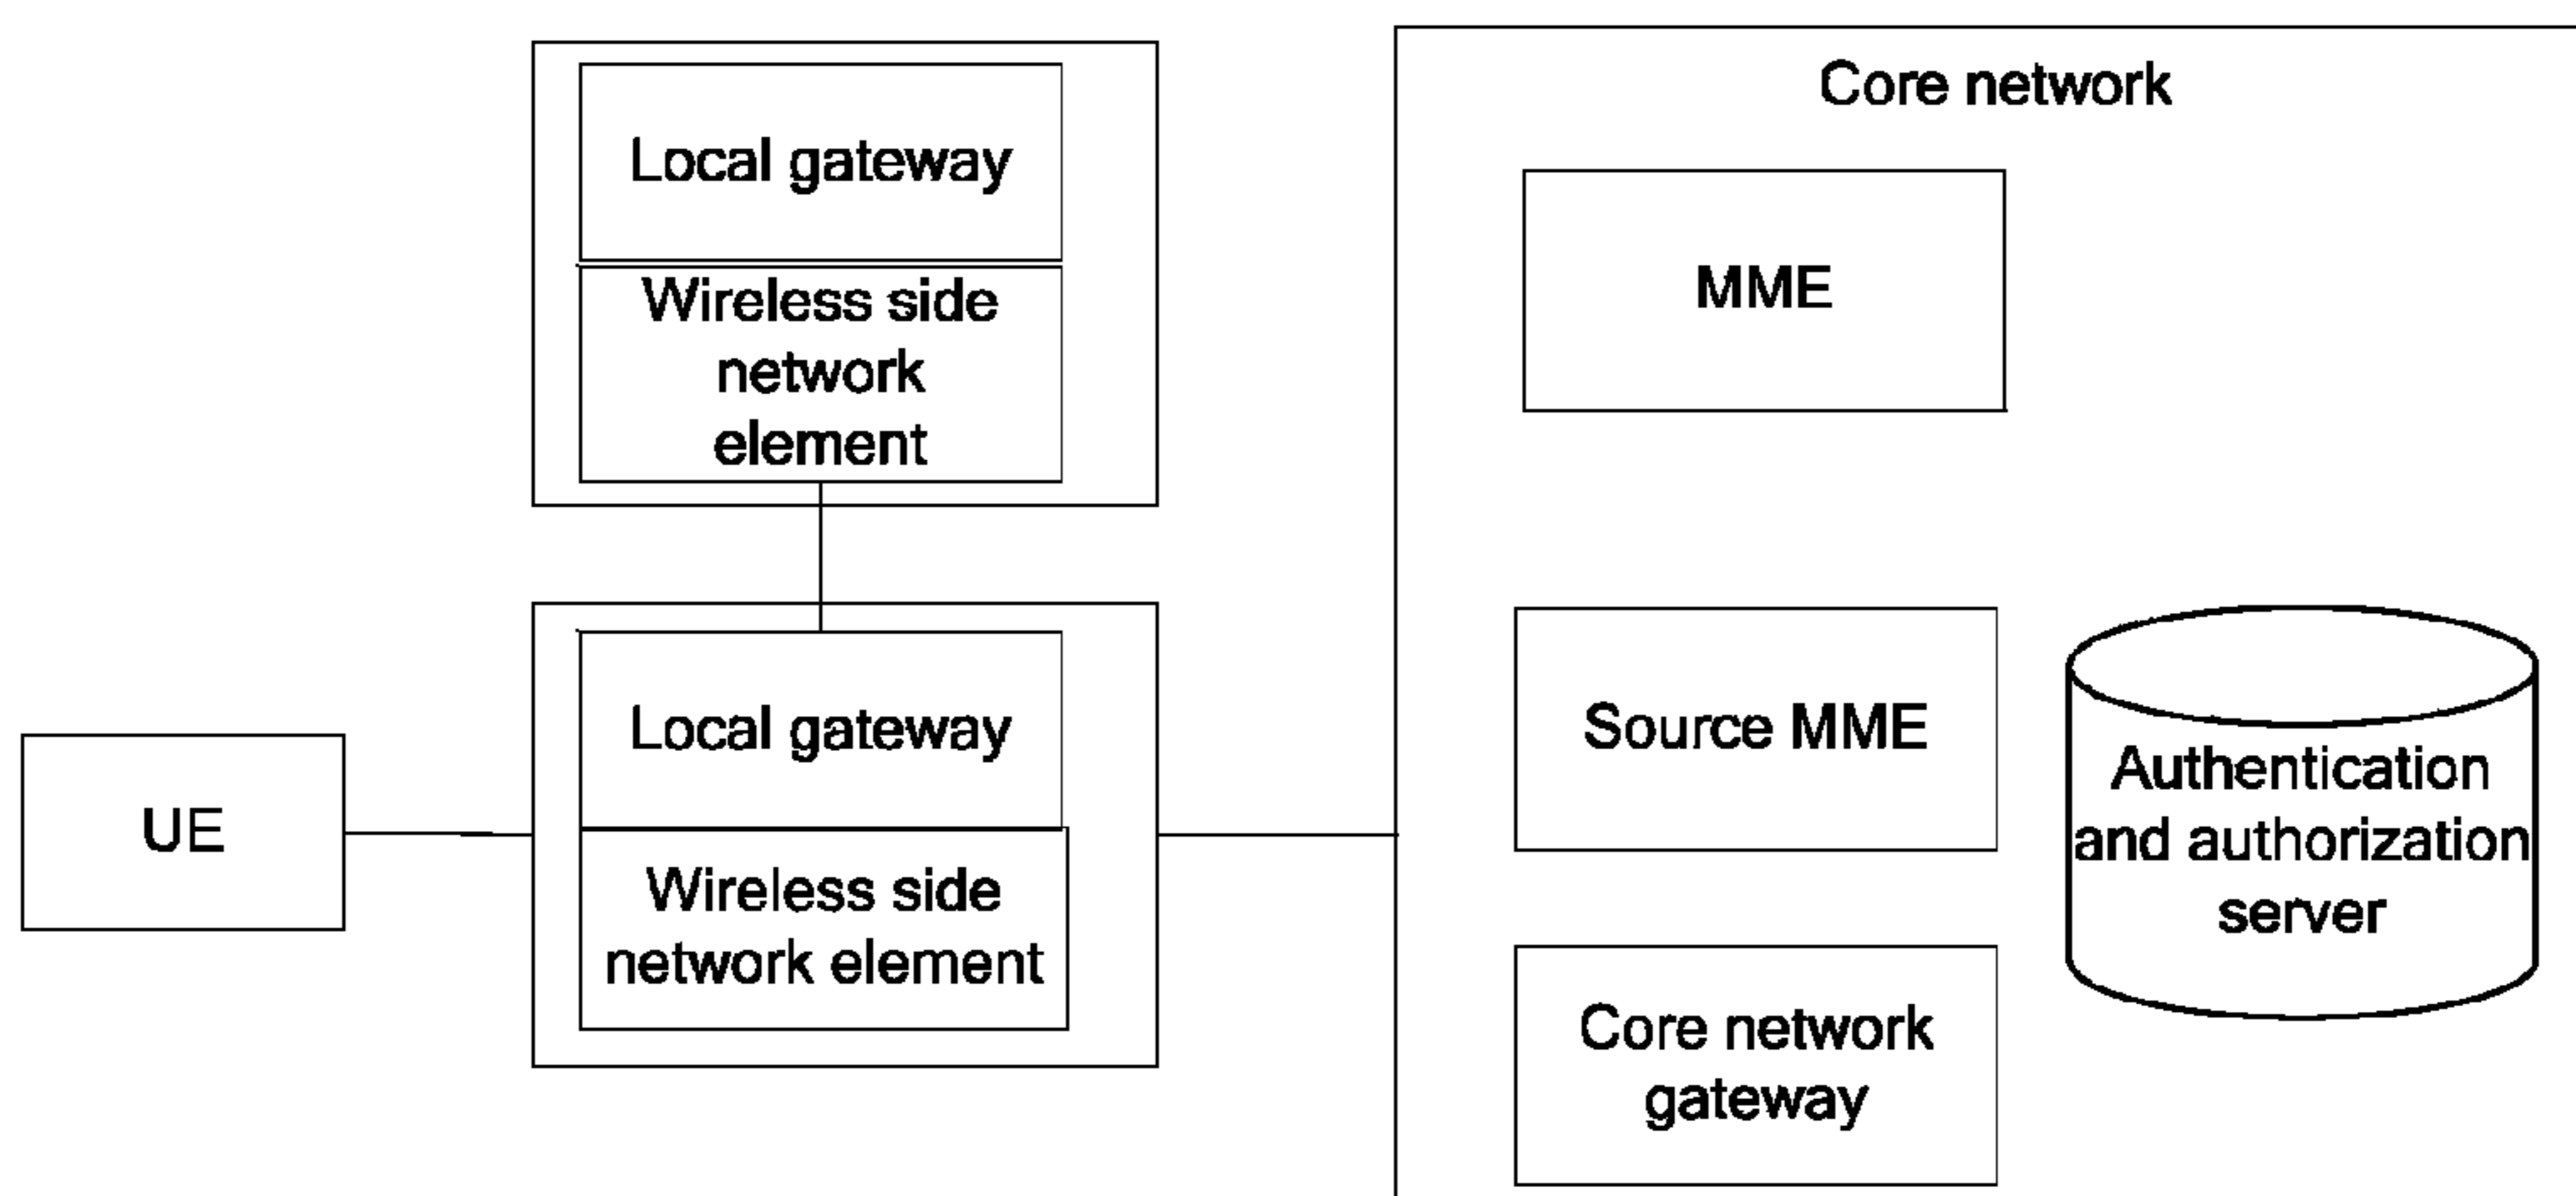 Core network
Local gateway
Wireless side
network
element
MME
UE
Local gateway
Wireless side
network element
Source MME
Core network
gateway
Authentication
and authorization
server